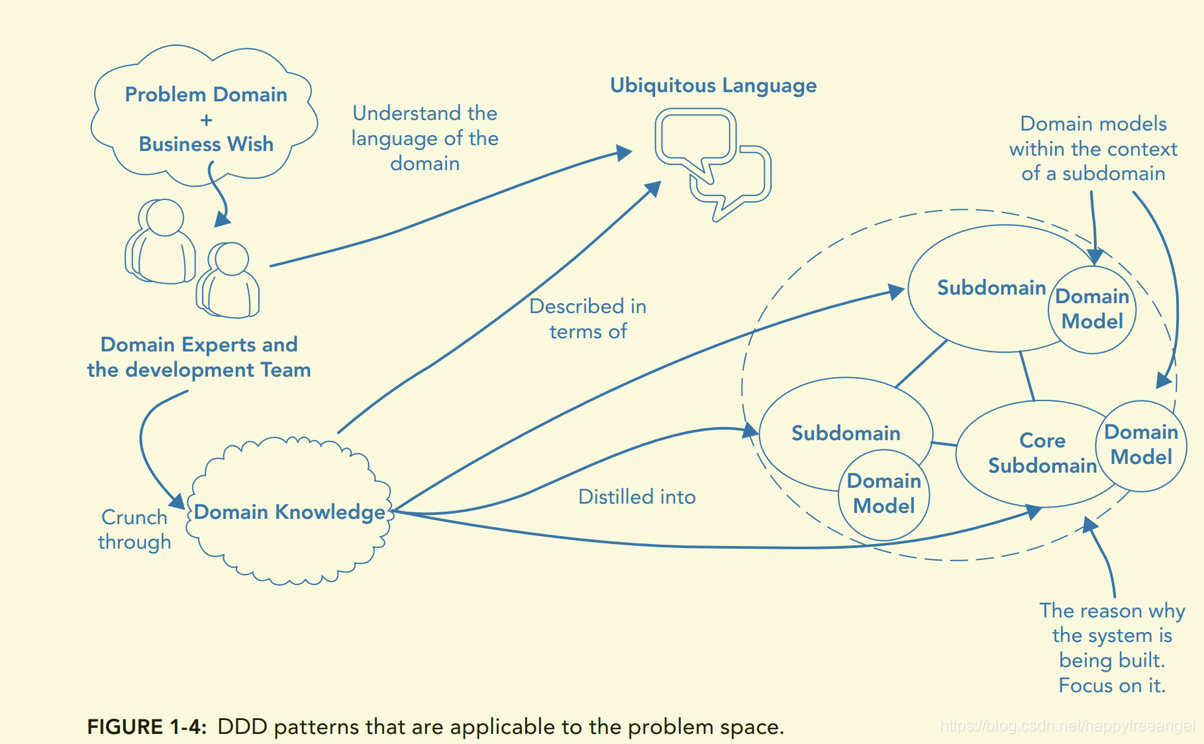 Problem Domain
+
Business Wish
Understand the
language of the
domain
Ubiquitous Language
Domain models
within the context
of a subdomain
Domain Experts and
the development Team
Described in
terms of
Subdomain
Domain
Model
Subdomain
Domain
Model
Core
Subdomain
Domain
Model
Crunch
through
Domain Knowledge
Distilled into
The reason why
the system is
being built.
Focus on it.
FIGURE 1-4: DDD patterns that are applicable to the problem space.
https://blog.csdn.net/happyfreeangel